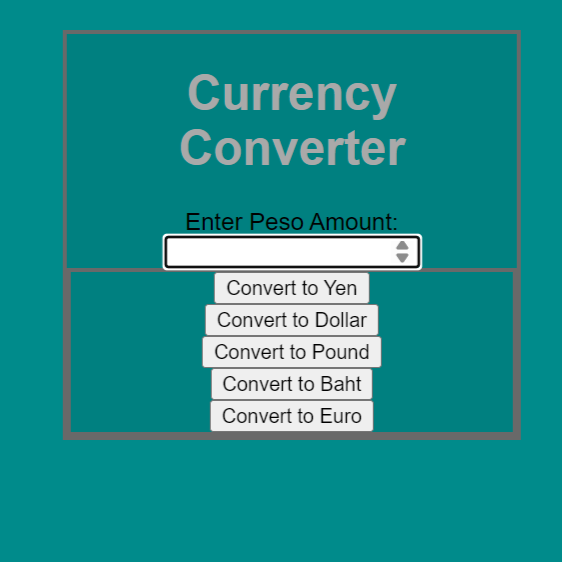 Currency
Converter
Enter Peso Amount:
Convert to Yen
Convert to Dollar
Convert to Pound
Convert to Baht
Convert to Euro